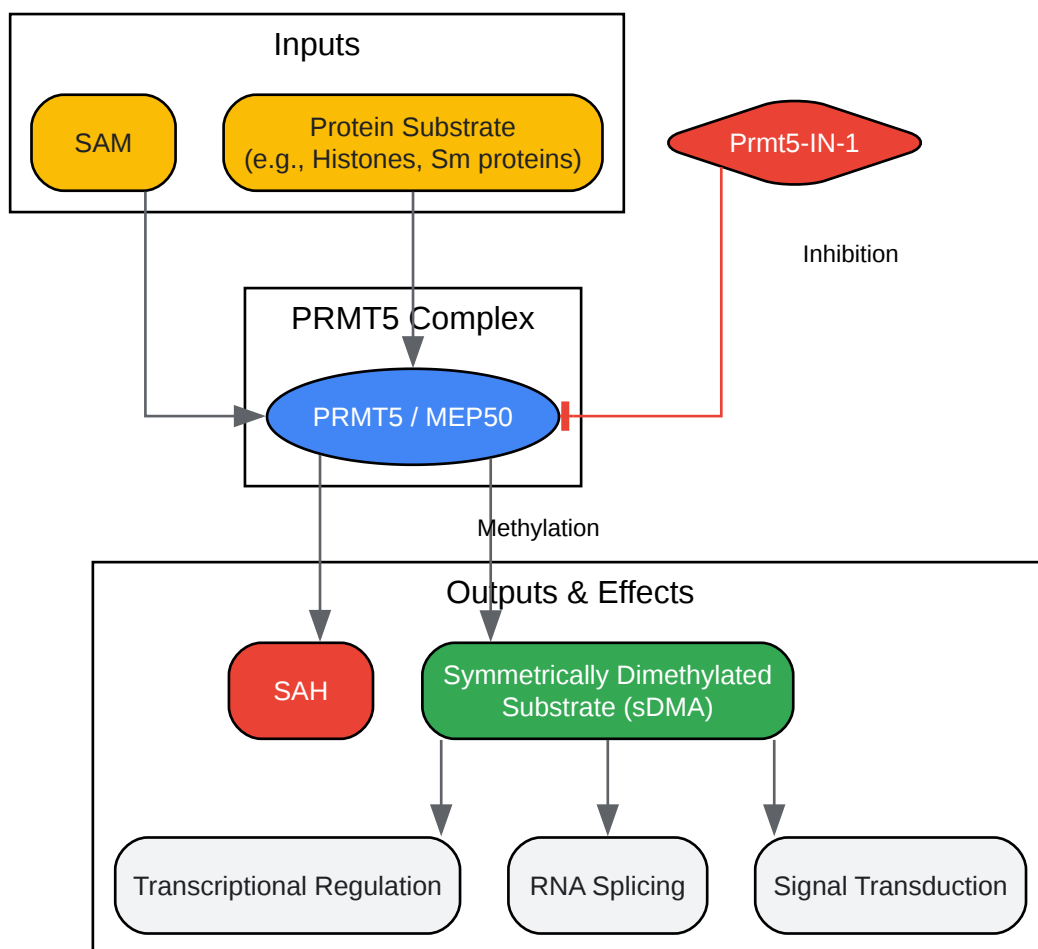 Inputs
SAM
Protein Substrate
(e.g., Histones, Sm proteins)
Prmt5-IN-1
Inhibition
PRMT5 Complex
PRMT5 / MEP50
Methylation
Outputs & Effects
SAH
Symmetrically Dimethylated
Substrate (sDMA)
Transcriptional Regulation
RNA Splicing
Signal Transduction